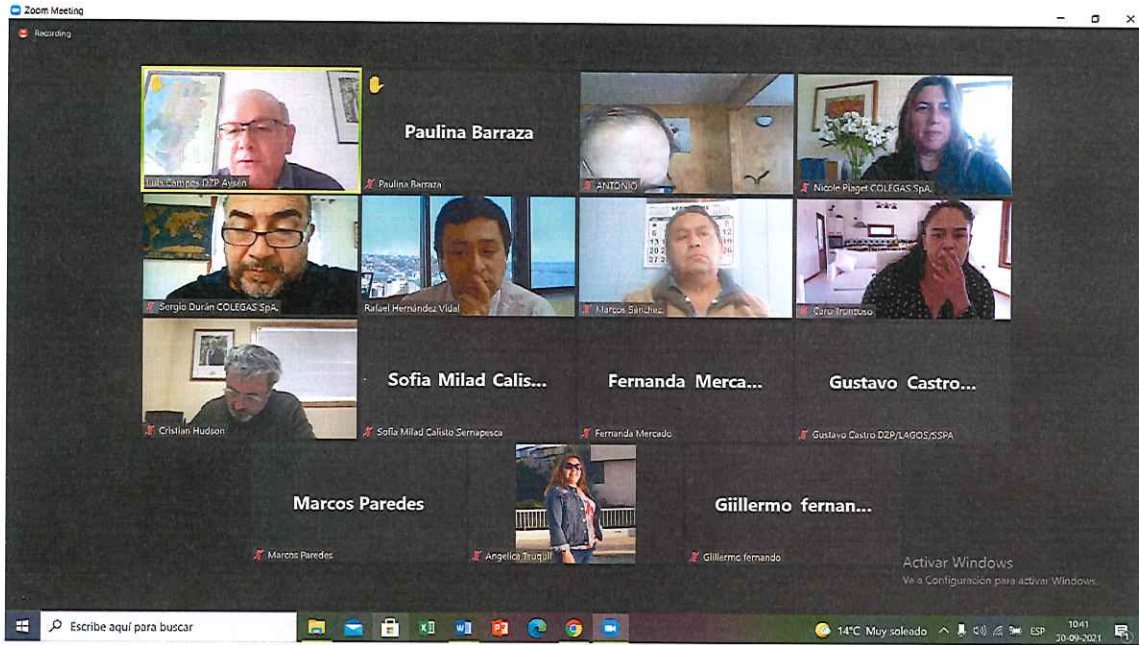 Zoom Meeting
Recording
Luis Campos DZP Aysén
Paulina Barraza
Paulina Barraza
ANTONIO
Nicole Piaget COLEGAS SpA.
Sergio Durán COLEGAS SpA.
Rafael Hernández Vidal
Marcos Sánchez.
Caro Troncoso
Cristian Hudson
Sofia Milad Calis...
Sofía Milad Calisto Sernapesca
Fernanda Merca...
Fernanda Mercado
Gustavo Castro...
Gustavo Castro DZP/LAGOS/SSPA
Marcos Paredes
Marcos Paredes
Angelica Truquil
Giillermo fernan...
Giillermo fernando
Activar Windows
Ve a Configuración para activar Windows.
Escribe aquí para buscar
14°C Muy soleado
ESP
10:41
30-09-2021